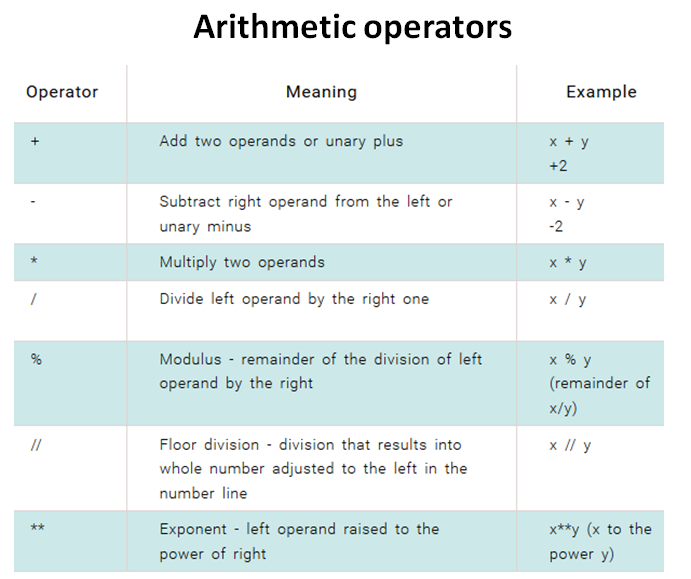 Arithmetic operators
Operator Meaning Example
+ Add two operands or unary plus x + y
+2
- Subtract right operand from the left or x - y
unary minus -2
* Multiply two operands x * y
/ Divide left operand by the right one x / y
% Modulus - remainder of the division of left x % y
operand by the right (remainder of
x/y)
// Floor division - division that results into x // y
whole number adjusted to the left in the
number line
** Exponent - left operand raised to the x**y (x to the
power of right power y)